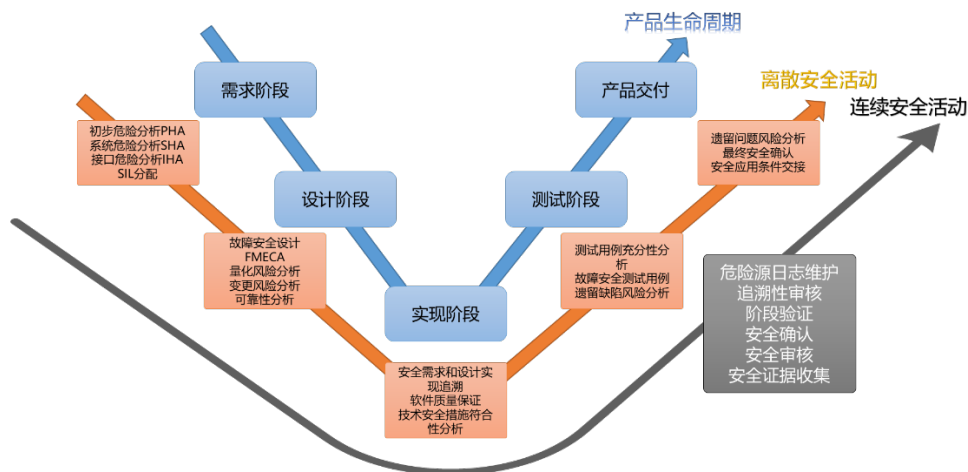 产品生命周期
离散安全活动
连续安全活动
需求阶段
产品交付
初步危险分析PHA
系统危险分析SHA
接口危险分析IHA
SIL分配
遗留问题风险分析
最终安全确认
安全应用条件交接
设计阶段
测试阶段
故障安全设计
FMECA
量化风险分析
变更风险分析
可靠性分析
测试用例充分性分
析
故障安全测试用例
遗留缺陷风险分析
实现阶段
危险源日志维护
追溯性审核
阶段验证
安全确认
安全审核
安全证据收集
安全需求和设计实
现追溯
软件质量保证
技术安全措施符合
性分析